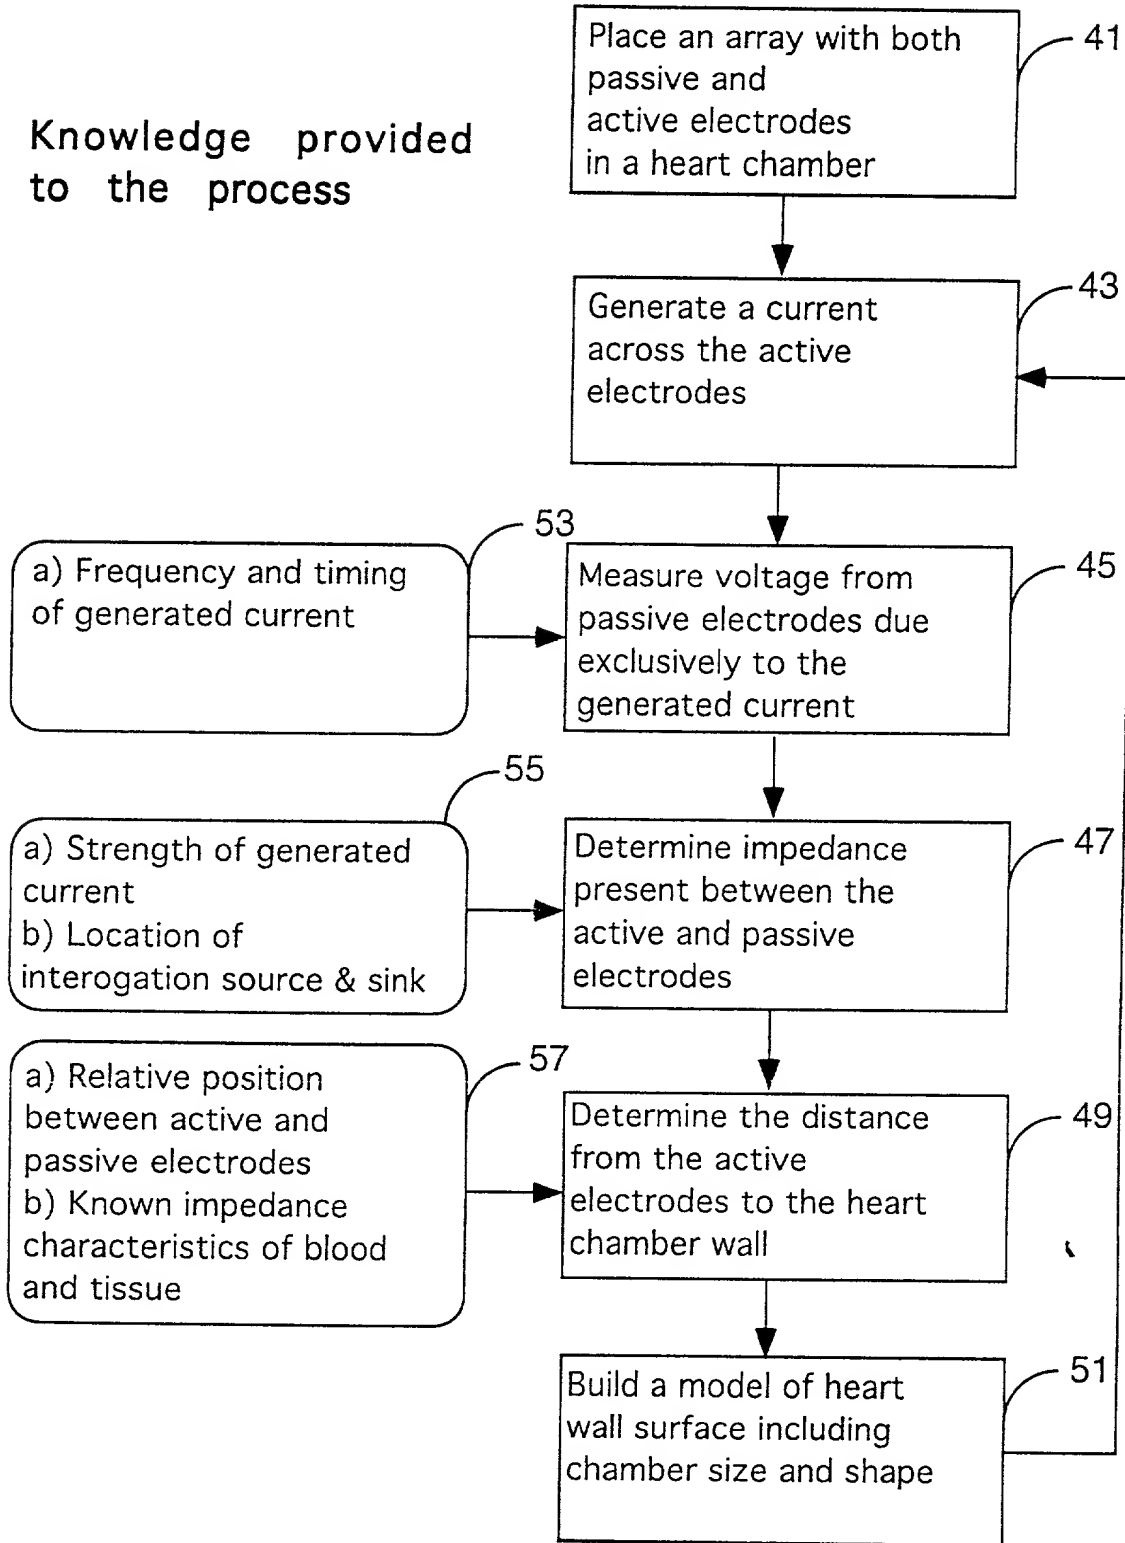 Knowledge provided
to the process
Place an array with both
passive and
active electrodes
in a heart chamber
41
Generate a current
across the active
electrodes
43
a) Frequency and timing
of generated current
53
Measure voltage from
passive electrodes due
exclusively to the
generated current
45
a) Strength of generated
current
b) Location of
interogation source & sink
55
Determine impedance
present between the
active and passive
electrodes
47
a) Relative position
between active and
passive electrodes
b) Known impedance
characteristics of blood
and tissue
57
Determine the distance
from the active
electrodes to the heart
chamber wall
49
Build a model of heart
wall surface including
chamber size and shape
51